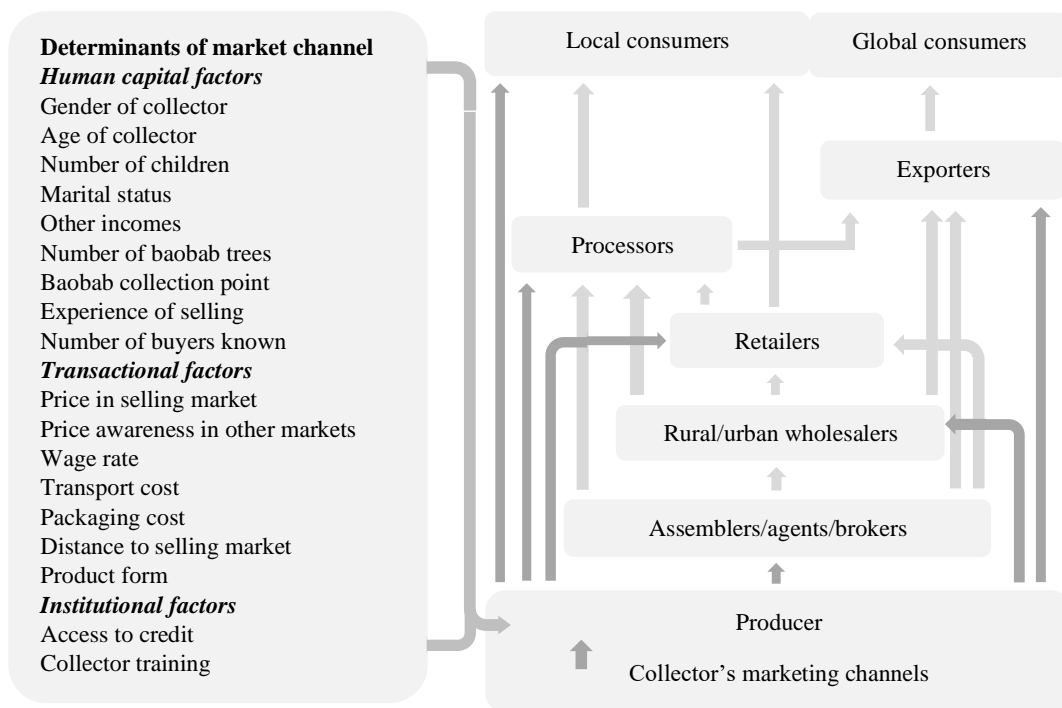 Determinants of market channel
Human capital factors
Gender of collector
Age of collector
Number of children
Marital status
Other incomes
Number of baobab trees
Baobab collection point
Experience of selling
Number of buyers known
Transactional factors
Price in selling market
Price awareness in other markets
Wage rate
Transport cost
Packaging cost
Distance to selling market
Product form
Institutional factors
Access to credit
Collector training
Local consumers
Global consumers
Exporters
Processors
Retailers
Rural/urban wholesalers
Assemblers/agents/brokers
Producer
Collector’s marketing channels